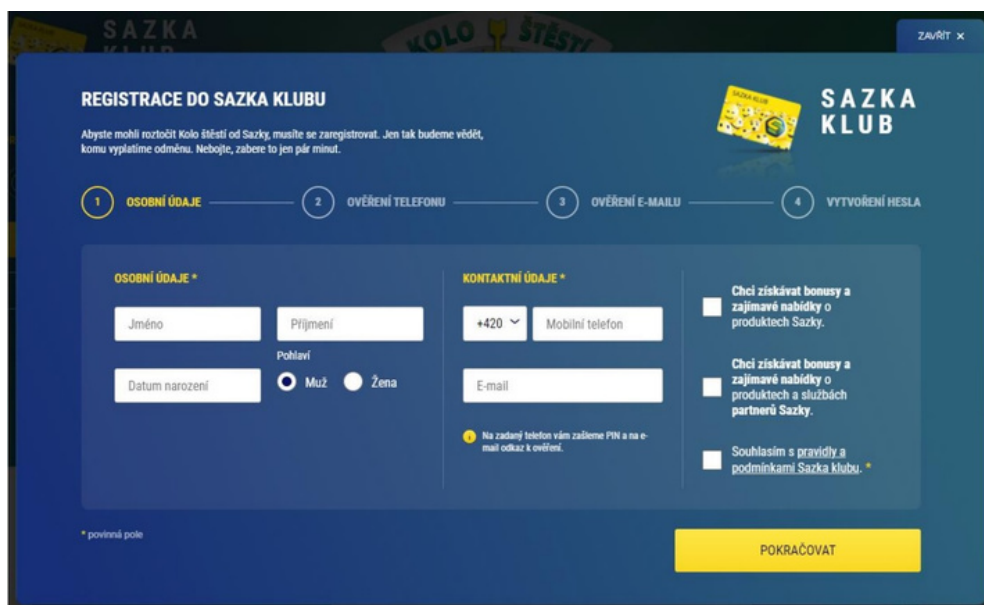 SAZKA
KLUB
KOLO ŠTĚSTÍ
ZAVŘÍT ×
REGISTRACE DO SAZKA KLUBU
Abyste mohli roztočit Kolo štěstí od Sazky, musíte se zaregistrovat. Jen tak budeme vědět,
komu vyplatíme odměnu. Nebojte, zabere to jen pár minut.
SAZKA KLUB
SAZKA
KLUB
1 OSOBNÍ ÚDAJE
2 OVĚŘENÍ TELEFONU
3 OVĚŘENÍ E-MAILU
4 VYTVOŘENÍ HESLA
OSOBNÍ ÚDAJE *
Jméno
Příjmení
Datum narození
Pohlaví
Muž
Žena
KONTAKTNÍ ÚDAJE *
+420
Mobilní telefon
E-mail
Na zadaný telefon vám zašleme PIN a na e-
mail odkaz k ověření.
Chci získávat bonusy a
zajímavé nabídky o
produktech Sazky.
Chci získávat bonusy a
zajímavé nabídky o
produktech a službách
partnerů Sazky.
Souhlasím s pravidly a
podmínkami Sazka klubu. *
* povinná pole
POKRAČOVAT